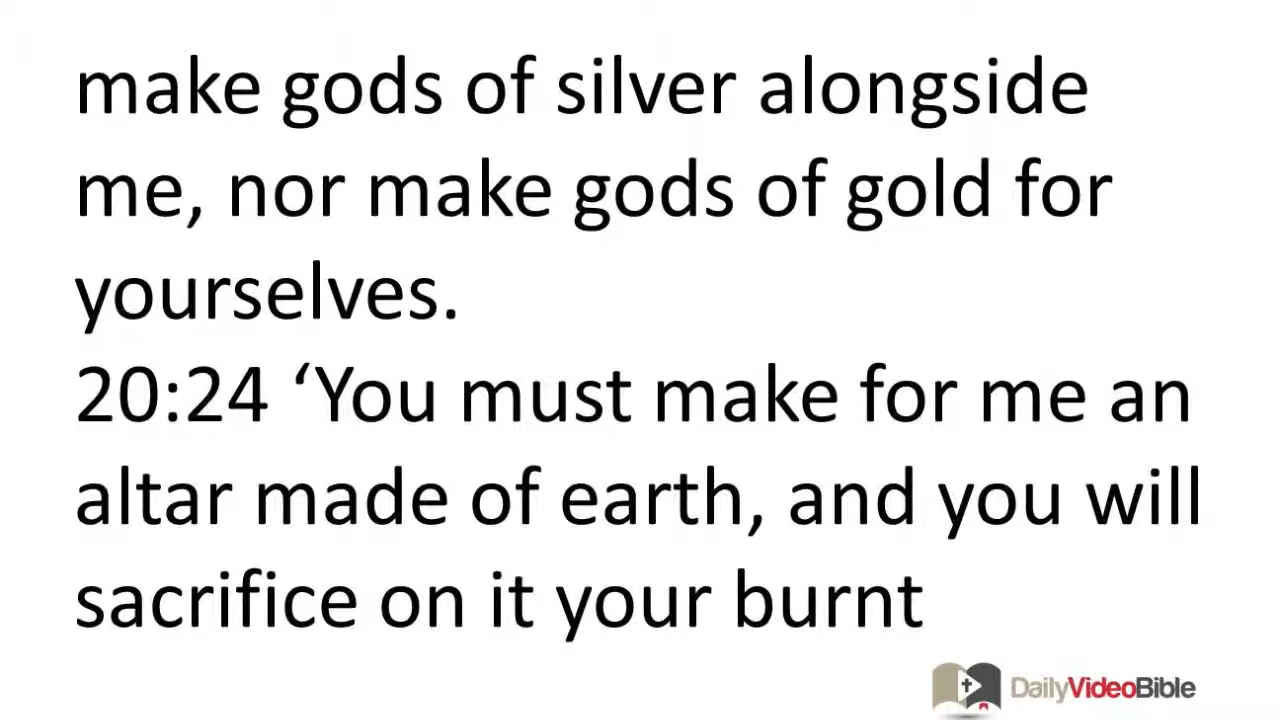 make gods of silver alongside
me, nor make gods of gold for
yourselves.
20:24 ‘You must make for me an
altar made of earth, and you will
sacrifice on it your burnt
DailyVideoBible